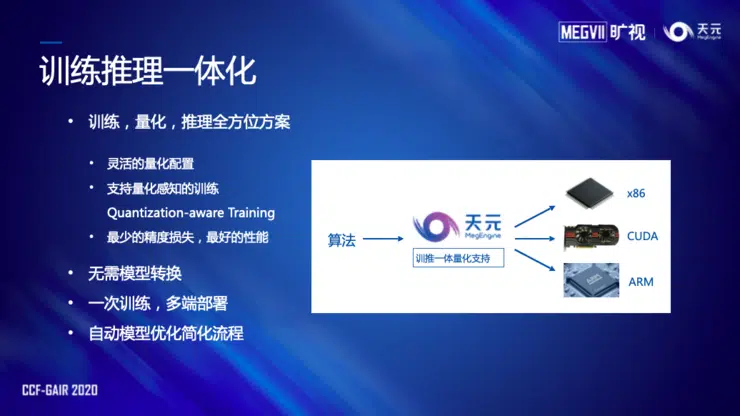 MEGVII 旷视
天元
MegEngine
训练推理一体化
• 训练，量化，推理全方位方案
• 灵活的量化配置
• 支持量化感知的训练
Quantization-aware Training
• 最少的精度损失，最好的性能
• 无需模型转换
• 一次训练，多端部署
• 自动模型优化简化流程
算法
天元
MegEngine
训推一体量化支持
x86
CUDA
ARM
CCF-GAIR 2020